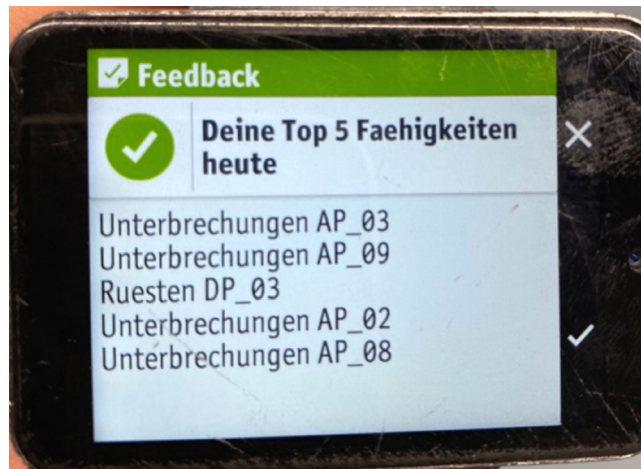 Feedback
Deine Top 5 Faehigkeiten
heute
Unterbrechungen AP_03
Unterbrechungen AP_09
Ruesten DP_03
Unterbrechungen AP_02
Unterbrechungen AP_08